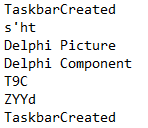 TaskbarCreated
s'ht
Delphi Picture
Delphi Component
T9C
ZYYd
TaskbarCreated